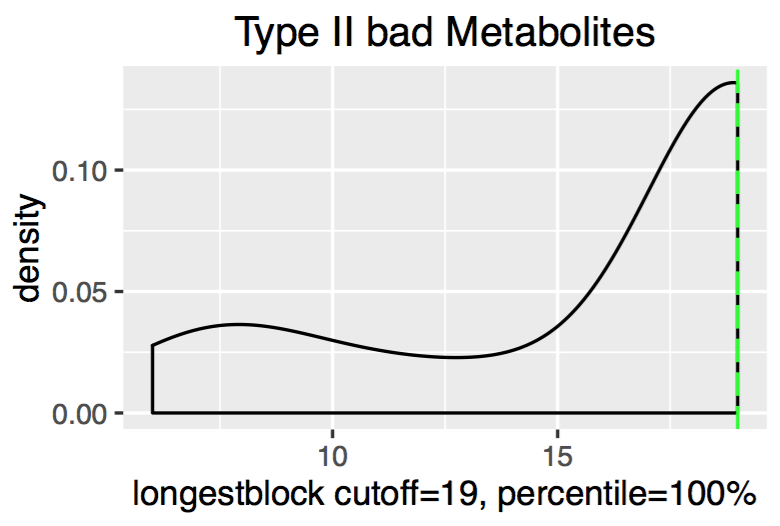 Type II bad Metabolites
density
0.10
0.05
0.00
10
15
longestblock cutoff=19, percentile=100%